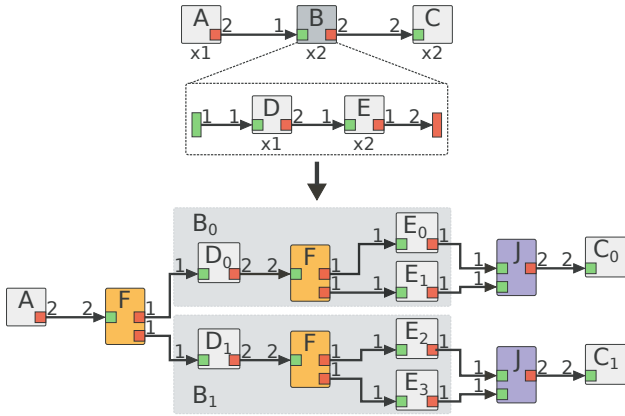 A 2 1 B 2 2 C
x1 x2 x2
1 1 D 2 1 E 1 2
x1 x2
B0
A 2 2 F 1 1
1 D0 2 2 F 1 1
1 E0 1
1 E1 1
1 1 J 2 2 C0
1 D1 2 2 F 1 1
1 E2 1
1 E3 1
1 1 J 2 2 C1
B1